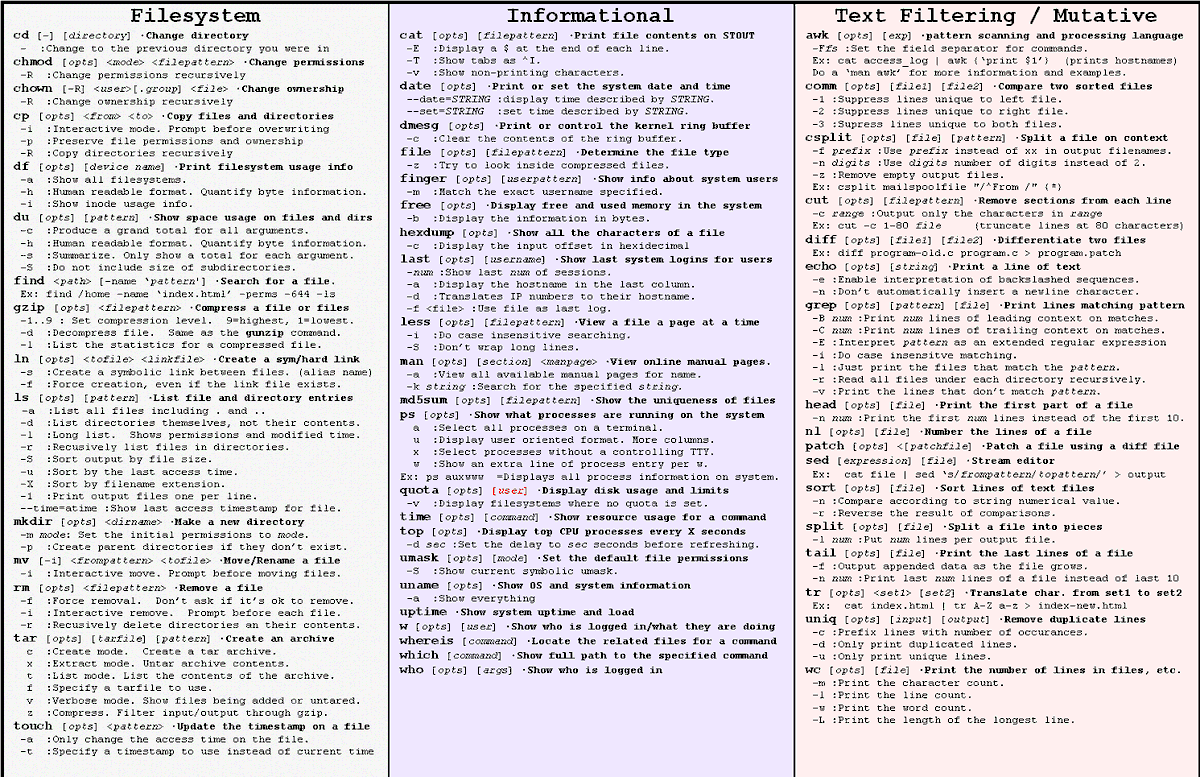 Filesystem
cd [-] [directory] ·Change directory
- :Change to the previous directory you were in
chmod [opts] <mode> <filepattern> ·Change permissions
-R :Change permissions recursively
chown [-R] <user>[.group] <file> ·Change ownership
-R :Change ownership recursively
cp [opts] <from> <to> ·Copy files and directories
-i :Interactive mode. Prompt before overwriting
-p :Preserve file permissions and ownership
-R :Copy directories recursively
df [opts] [device name] ·Print filesystem usage info
-a :Show all filesystems.
-h :Human readable format. Quantify byte information.
-i :Show inode usage info.
du [opts] [pattern] ·Show space usage on files and dirs
-c :Produce a grand total for all arguments.
-h :Human readable format. Quantify byte information.
-s :Summarize. Only show a total for each argument.
-S :Do not include size of subdirectories.
find <path> [-name 'pattern'] ·Search for a file.
Ex: find /home -name 'index.html' -perms -644 -ls
gzip [opts] <filepattern> ·Compress a file or files
-1..9 : Set compression level. 9=highest, 1=lowest.
-d :Decompress file. Same as the gunzip command.
-l :List the statistics for a compressed file.
ln [opts] <tofile> <linkfile> ·Create a sym/hard link
-s :Create a symbolic link between files. (alias name)
-f :Force creation, even if the link file exists.
ls [opts] [pattern] ·List file and directory entries
-a :List all files including . and ..
-d :List directories themselves, not their contents.
-l :Long list. Shows permissions and modified time.
-r :Recusively list files in directories.
-S :Sort output by file size.
-u :Sort by the last access time.
-X :Sort by filename extension.
-1 :Print output files one per line.
--time=atime :Show last access timestamp for file.
mkdir [opts] <dirname> ·Make a new directory
-m mode: Set the initial permissions to mode.
-p :Create parent directories if they don't exist.
mv [-i] <frompattern> <tofile> ·Move/Rename a file
-i :Interactive move. Prompt before moving files.
rm [opts] <filepattern> ·Remove a file
-f :Force removal. Don't ask if it's ok to remove.
-i :Interactive remove. Prompt before each file.
-r :Recusively delete directories an their contents.
tar [opts] [tarfile] [pattern] ·Create an archive
c :Create mode. Create a tar archive.
x :Extract mode. Untar archive contents.
t :List mode. List the contents of the archive.
f :Specify a tarfile to use.
v :Verbose mode. Show files being added or untared.
z :Compress. Filter input/output through gzip.
touch [opts] <pattern> ·Update the timestamp on a file
-a :Only change the access time on the file.
-t :Specify a timestamp to use instead of current time
Informational
cat [opts] [filepattern] ·Print file contents on STOUT
-E :Display a $ at the end of each line.
-T :Show tabs as ^I.
-v :Show non-printing characters.
date [opts] ·Print or set the system date and time
--date=STRING :display time described by STRING.
--set=STRING :set time described by STRING.
dmesg [opts] ·Print or control the kernel ring buffer
-c :Clear the contents of the ring buffer.
file [opts] [filepattern] ·Determine the file type
-z :Try to look inside compressed files.
finger [opts] [userpattern] ·Show info about system users
-m :Match the exact username specified.
free [opts] ·Display free and used memory in the system
-b :Display the information in bytes.
hexdump [opts] ·Show all the characters of a file
-c :Display the input offset in hexidecimal
last [opts] [username] ·Show last system logins for users
-num :Show last num of sessions.
-a :Display the hostname in the last column.
-d :Translates IP numbers to their hostname.
-f <file> :Use file as last log.
less [opts] [filepattern] ·View a file a page at a time
-i :Do case insensitive searching.
-S :Don't wrap long lines.
man [opts] [section] <manpage> ·View online manual pages.
-a :View all available manual pages for name.
-k string :Search for the specified string.
md5sum [opts] [filepattern] ·Show the uniqueness of files
ps [opts] ·Show what processes are running on the system
a :Select all processes on a terminal.
u :Display user oriented format. More columns.
x :Select processes without a controlling TTY.
w :Show an extra line of process entry per w.
Ex: ps auxwww =Displays all process information on system.
quota [opts] [user] ·Display disk usage and limits
-v :Display filesystems where no quota is set.
time [opts] [command] ·Show resource usage for a command
top [opts] ·Display top CPU processes every X seconds
-d sec :Set the delay to sec seconds before refreshing.
umask [opts] [mode] ·Set the default file permissions
-S :Show current symbolic umask.
uname [opts] ·Show OS and system information
-a :Show everything
uptime ·Show system uptime and load
w [opts] [user] ·Show who is logged in/what they are doing
whereis [command] ·Locate the related files for a command
which [command] ·Show full path to the specified command
who [opts] [args] ·Show who is logged in
Text Filtering / Mutative
awk [opts] [exp] ·pattern scanning and processing language
-Ffs :Set the field separator for commands.
Ex: cat access_log | awk {'print $1'} (prints hostnames)
Do a 'man awk' for more information and examples.
comm [opts] [file1] [file2] ·Compare two sorted files
-1 :Suppress lines unique to left file.
-2 :Suppress lines unique to right file.
-3 :Supress lines unique to both files.
csplit [opts] [file] [pattern] ·Split a file on context
-f prefix :Use prefix instead of xx in output filenames.
-n digits :Use digits number of digits instead of 2.
-z :Remove empty output files.
Ex: csplit mailspoolfile "/^From /" {*}
cut [opts] [filepattern] ·Remove sections from each line
-c range :Output only the characters in range
Ex: cut -c 1-80 file (truncate lines at 80 characters)
diff [opts] [file1] [file2] ·Differentiate two files
Ex: diff program-old.c program.c > program.patch
echo [opts] [string] ·Print a line of text
-e :Enable interpretation of backslashed sequences.
-n :Don't automatically insert a newline character.
grep [opts] [pattern] [file] ·Print lines matching pattern
-B num :Print num lines of leading context on matches.
-C num :Print num lines of trailing context on matches.
-E :Interpret pattern as an extended regular expression
-i :Do case insensitve matching.
-l :Just print the files that match the pattern.
-r :Read all files under each directory recursively.
-v :Print the lines that don't match pattern.
head [opts] [file] ·Print the first part of a file
-n num :Print the first num lines instead of the first 10.
nl [opts] [file] ·Number the lines of a file
patch [opts] <[patchfile] ·Patch a file using a diff file
sed [expression] [file] ·Stream editor
Ex: cat file | sed 's/frompattern/topattern/' > output
sort [opts] [file] ·Sort lines of text files
-n :Compare according to string numerical value.
-r :Reverse the result of comparisons.
split [opts] [file] ·Split a file into pieces
-l num :Put num lines per output file.
tail [opts] [file] ·Print the last lines of a file
-f :Output appended data as the file grows.
-n num :Print last num lines of a file instead of last 10
tr [opts] <set1> [set2] ·Translate char. from set1 to set2
Ex: cat index.html | tr A-Z a-z > index-new.html
uniq [opts] [input] [output] ·Remove duplicate lines
-c :Prefix lines with number of occurances.
-d :Only print duplicated lines.
-u :Only print unique lines.
wc [opts] [file] ·Print the number of lines in files, etc.
-m :Print the character count.
-l :Print the line count.
-w :Print the word count.
-L :Print the length of the longest line.